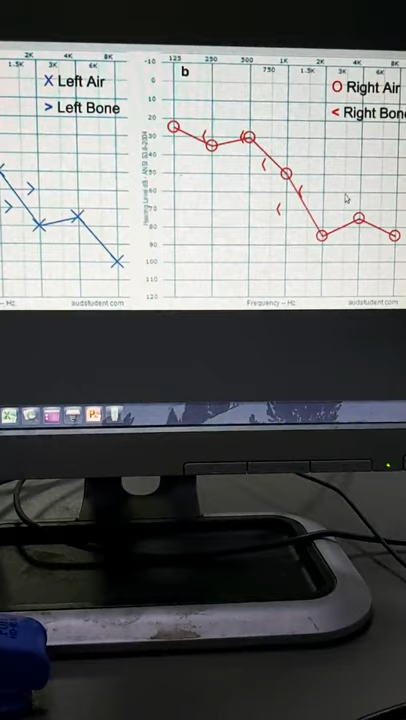 2K 4K 8K
1.5K 3K 6K
X Left Air
> Left Bone
– Hz
audstudent.com
125 250 500 1K 2K 4K 8K
750 1.5K 3K 6K
b
O Right Air
< Right Bone
-10
0
10
20
30
40
50
60
70
80
90
100
110
120
Frequency – Hz
audstudent.com